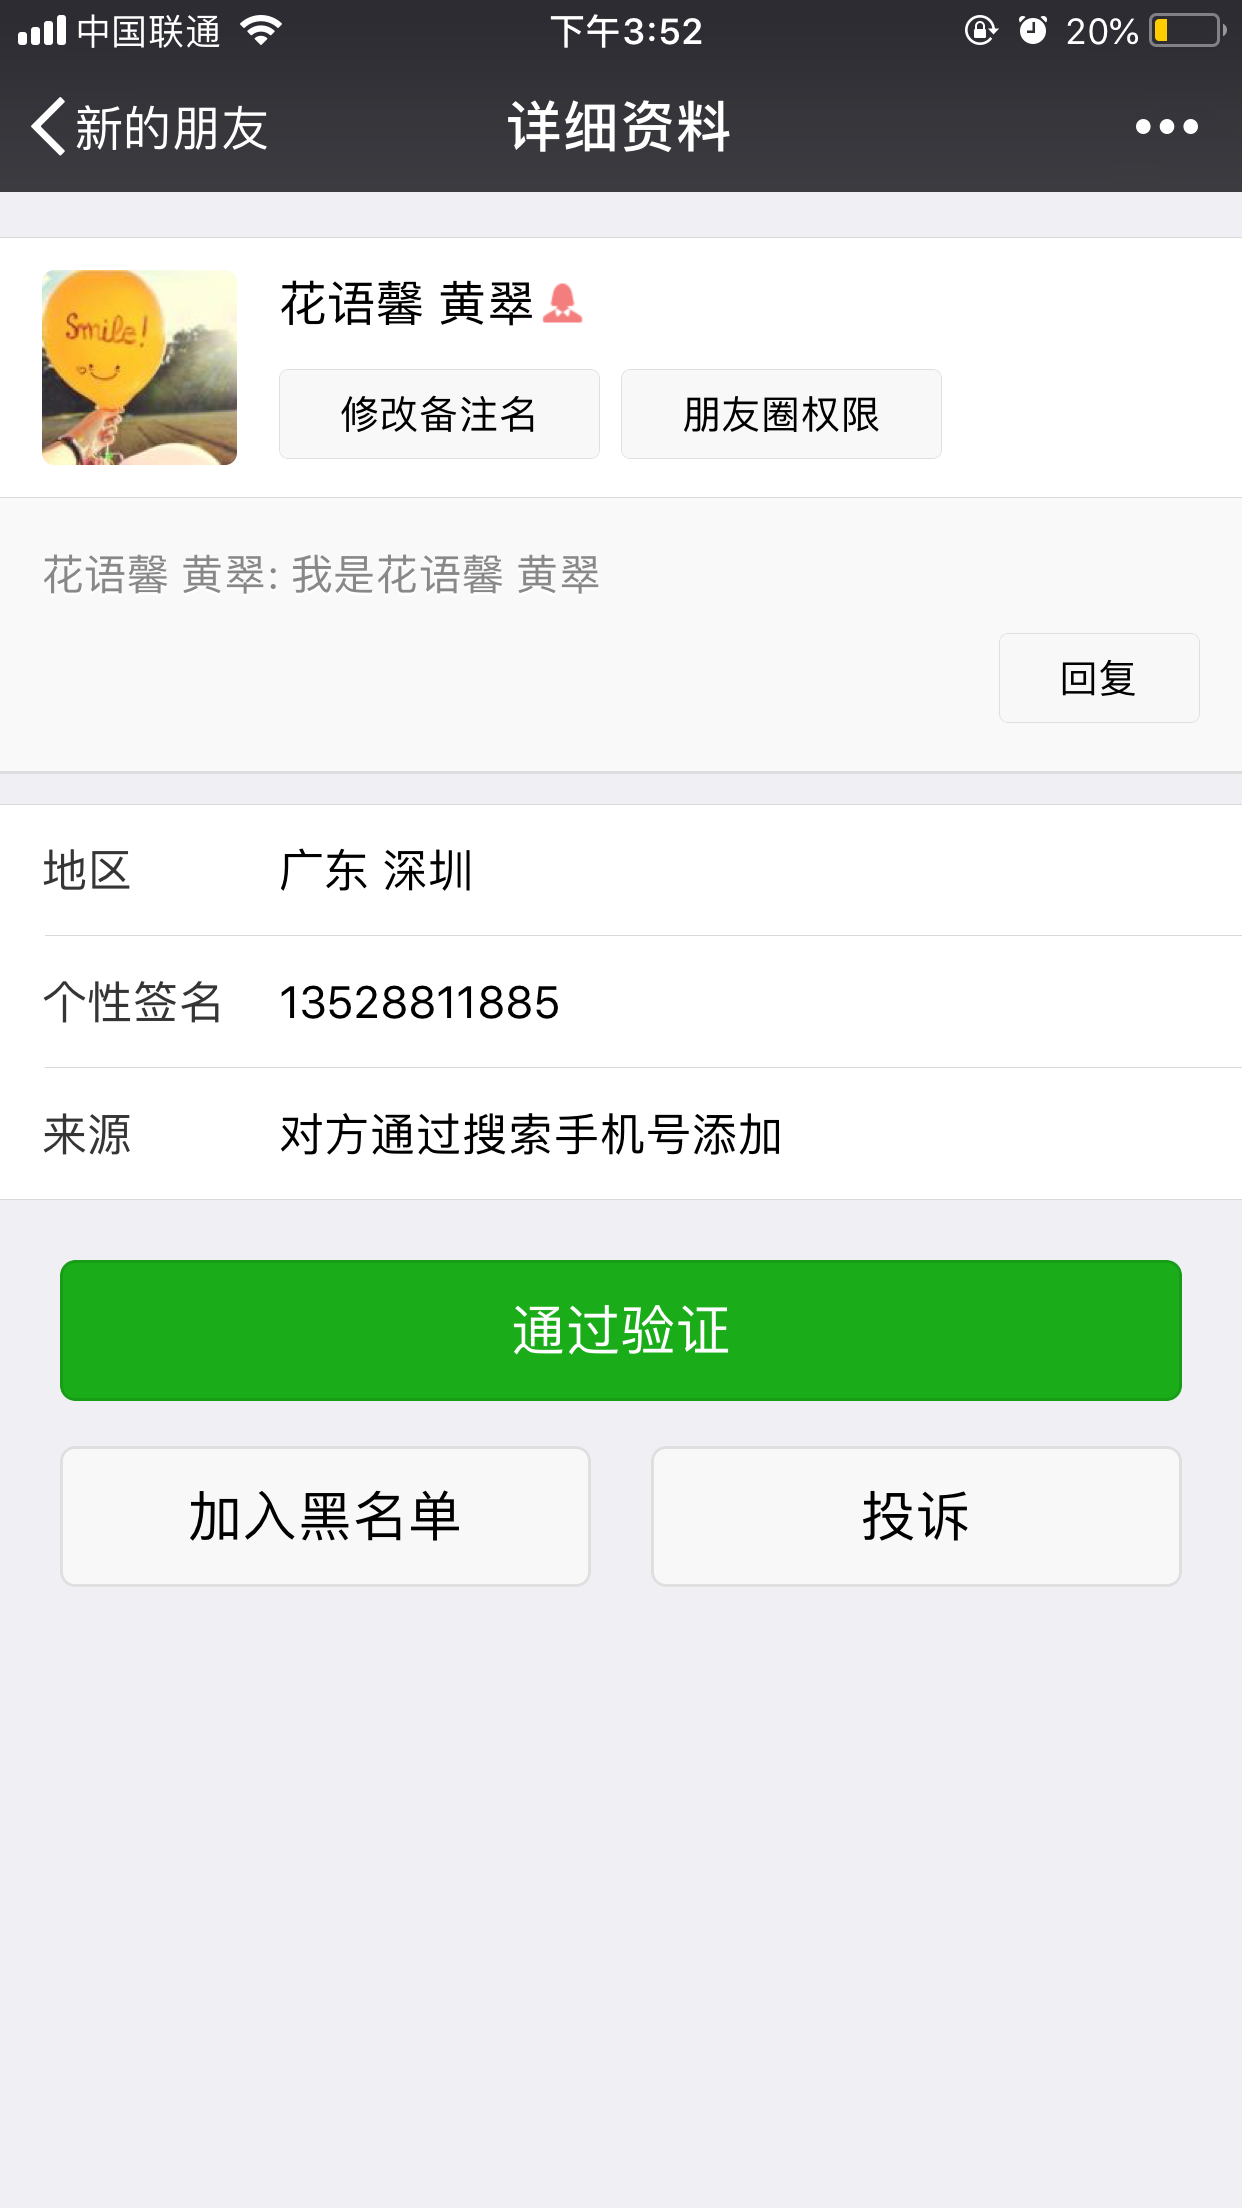 中国联通 下午3:52 20%
新的朋友 详细资料
Smile!
花语馨 黄翠
修改备注名 朋友圈权限
花语馨 黄翠: 我是花语馨 黄翠
回复
地区 广东 深圳
个性签名 13528811885
来源 对方通过搜索手机号添加
通过验证
加入黑名单 投诉